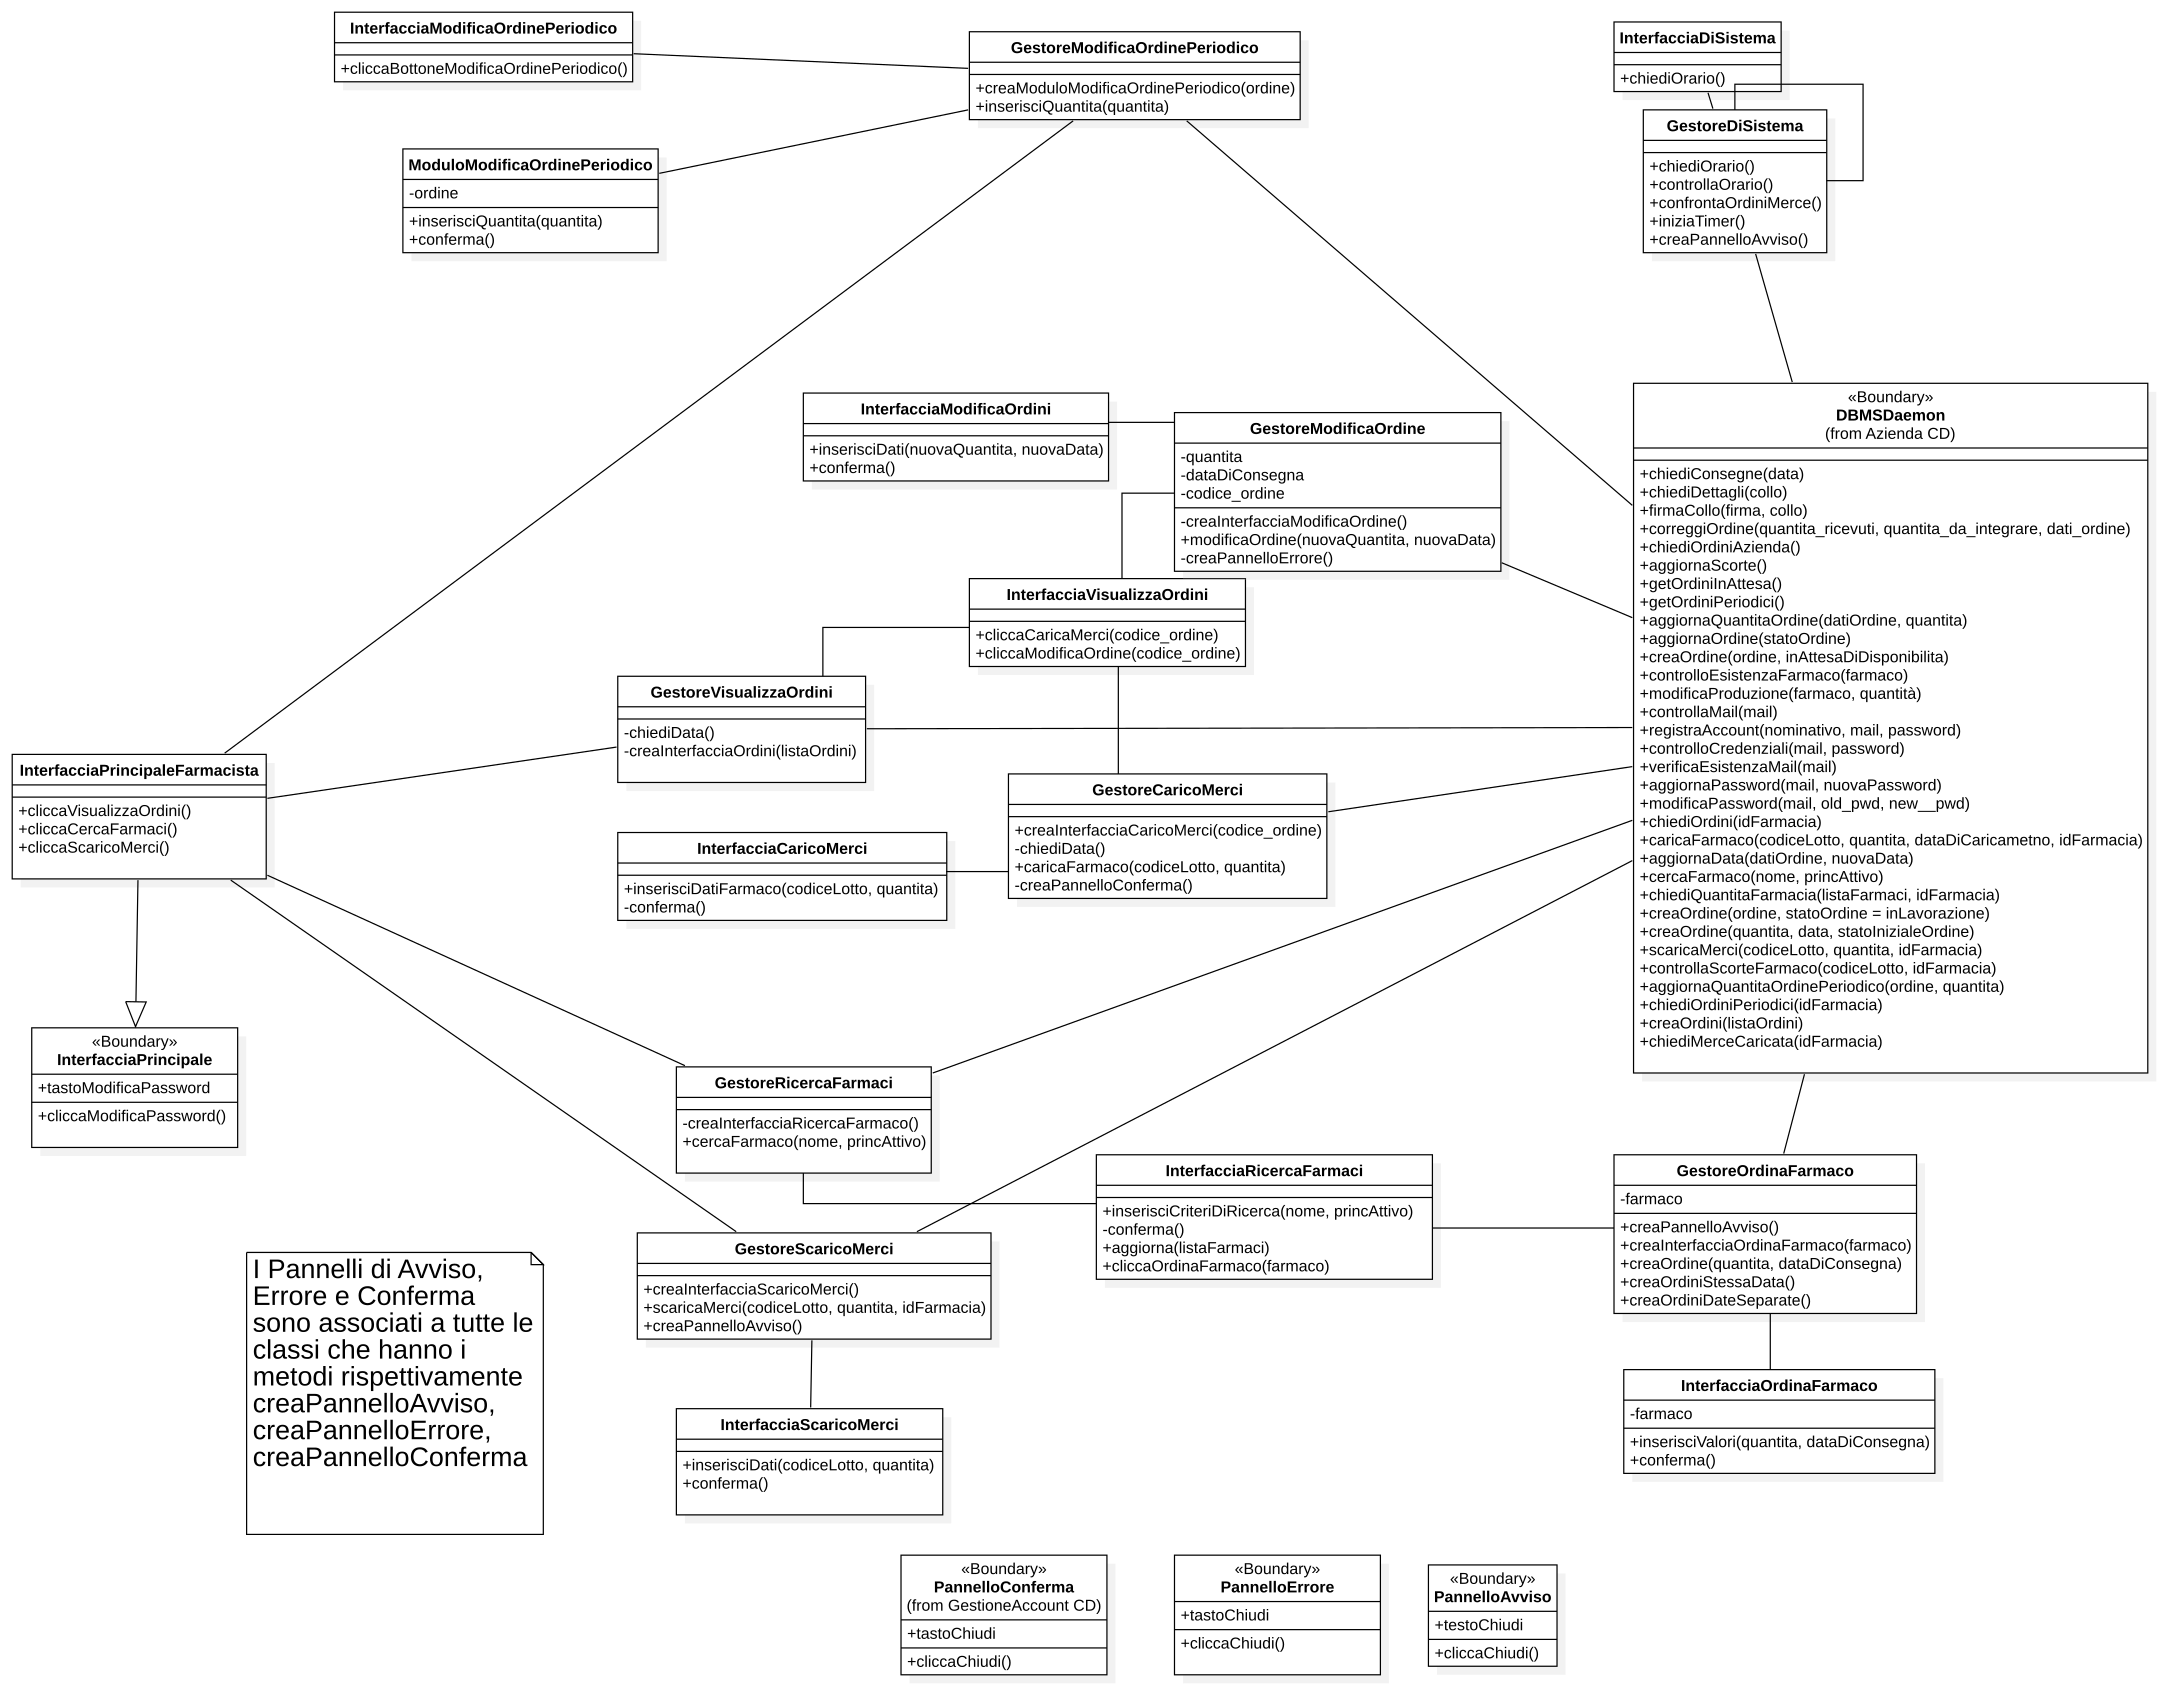 InterfacciaModificaOrdinePeriodico
+cliccaBottoneModificaOrdinePeriodico()
GestoreModificaOrdinePeriodico
+creaModuloModificaOrdinePeriodico(ordine)
+inserisciQuantita(quantita)
InterfacciaDiSistema
+chiediOrario()
GestoreDiSistema
+chiediOrario()
+controllaOrario()
+confrontaOrdiniMerce()
+iniziaTimer()
+creaPannelloAvviso()
ModuloModificaOrdinePeriodico
-ordine
+inserisciQuantita(quantita)
+conferma()
InterfacciaModificaOrdini
+inserisciDati(nuovaQuantita, nuovaData)
+conferma()
GestoreModificaOrdine
-quantita
-dataDiConsegna
-codice_ordine
-creaInterfacciaModificaOrdine()
+modificaOrdine(nuovaQuantita, nuovaData)
-creaPannelloErrore()
«Boundary»
DBMSDaemon
(from Azienda CD)
+chiediConsegne(data)
+chiediDettagli(collo)
+firmaCollo(firma, collo)
+correggiOrdine(quantita_ricevuti, quantita_da_integrare, dati_ordine)
+chiediOrdiniAzienda()
+aggiornaScorte()
+getOrdiniInAttesa()
+getOrdiniPeriodici()
+aggiornaQuantitaOrdine(datiOrdine, quantita)
+aggiornaOrdine(statoOrdine)
+creaOrdine(ordine, inAttesaDiDisponibilita)
+controlloEsistenzaFarmaco(farmaco)
+modificaProduzione(farmaco, quantità)
+controllaMail(mail)
+registraAccount(nominativo, mail, password)
+controlloCredenziali(mail, password)
+verificaEsistenzaMail(mail)
+aggiornaPassword(mail, nuovaPassword)
+modificaPassword(mail, old_pwd, new__pwd)
+chiediOrdini(idFarmacia)
+caricaFarmaco(codiceLotto, quantita, dataDiCaricametno, idFarmacia)
+aggiornaData(datiOrdine, nuovaData)
+cercaFarmaco(nome, princAttivo)
+chiediQuantitaFarmacia(listaFarmaci, idFarmacia)
+creaOrdine(ordine, statoOrdine = inLavorazione)
+creaOrdine(quantita, data, statoInizialeOrdine)
+scaricaMerci(codiceLotto, quantita, idFarmacia)
+controllaScorteFarmaco(codiceLotto, idFarmacia)
+aggiornaQuantitaOrdinePeriodico(ordine, quantita)
+chiediOrdiniPeriodici(idFarmacia)
+creaOrdini(listaOrdini)
+chiediMerceCaricata(idFarmacia)
InterfacciaVisualizzaOrdini
+cliccaCaricaMerci(codice_ordine)
+cliccaModificaOrdine(codice_ordine)
GestoreVisualizzaOrdini
-chiediData()
-creaInterfacciaOrdini(listaOrdini)
InterfacciaPrincipaleFarmacista
+cliccaVisualizzaOrdini()
+cliccaCercaFarmaci()
+cliccaScaricoMerci()
GestoreCaricoMerci
+creaInterfacciaCaricoMerci(codice_ordine)
-chiediData()
+caricaFarmaco(codiceLotto, quantita)
-creaPannelloConferma()
InterfacciaCaricoMerci
+inserisciDatiFarmaco(codiceLotto, quantita)
-conferma()
«Boundary»
InterfacciaPrincipale
+tastoModificaPassword
+cliccaModificaPassword()
GestoreRicercaFarmaci
-creaInterfacciaRicercaFarmaco()
+cercaFarmaco(nome, princAttivo)
InterfacciaRicercaFarmaci
+inserisciCriteriDiRicerca(nome, princAttivo)
-conferma()
+aggiorna(listaFarmaci)
+cliccaOrdinaFarmaco(farmaco)
GestoreOrdinaFarmaco
-farmaco
+creaPannelloAvviso()
+creaInterfacciaOrdinaFarmaco(farmaco)
+creaOrdine(quantita, dataDiConsegna)
+creaOrdiniStessaData()
+creaOrdiniDateSeparate()
GestoreScaricoMerci
+creaInterfacciaScaricoMerci()
+scaricaMerci(codiceLotto, quantita, idFarmacia)
+creaPannelloAvviso()
I Pannelli di Avviso,
Errore e Conferma
sono associati a tutte le
classi che hanno i
metodi rispettivamente
creaPannelloAvviso,
creaPannelloErrore,
creaPannelloConferma
InterfacciaOrdinaFarmaco
-farmaco
+inserisciValori(quantita, dataDiConsegna)
+conferma()
InterfacciaScaricoMerci
+inserisciDati(codiceLotto, quantita)
+conferma()
«Boundary»
PannelloConferma
(from GestioneAccount CD)
+tastoChiudi
+cliccaChiudi()
«Boundary»
PannelloErrore
+tastoChiudi
+cliccaChiudi()
«Boundary»
PannelloAvviso
+testoChiudi
+cliccaChiudi()